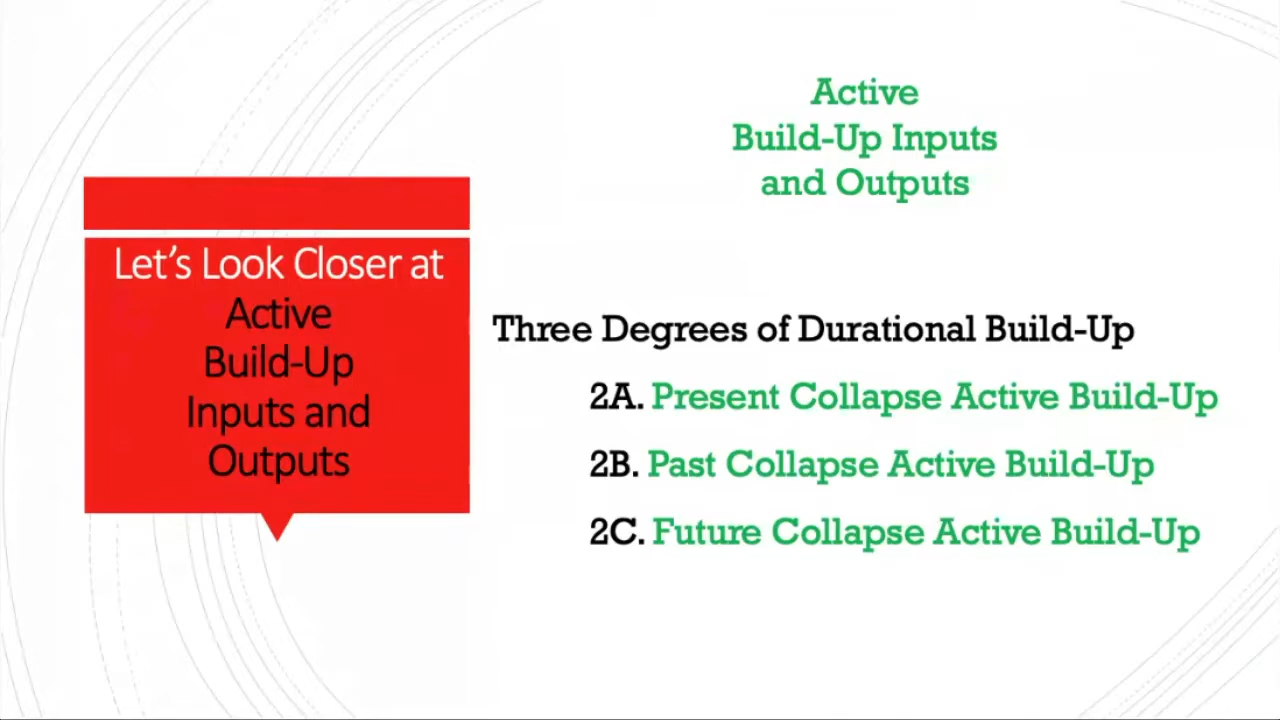 Let's Look Closer at
Active
Build-Up
Inputs and
Outputs
Active
Build-Up Inputs
and Outputs
Three Degrees of Durational Build-Up
2A. Present Collapse Active Build-Up
2B. Past Collapse Active Build-Up
2C. Future Collapse Active Build-Up